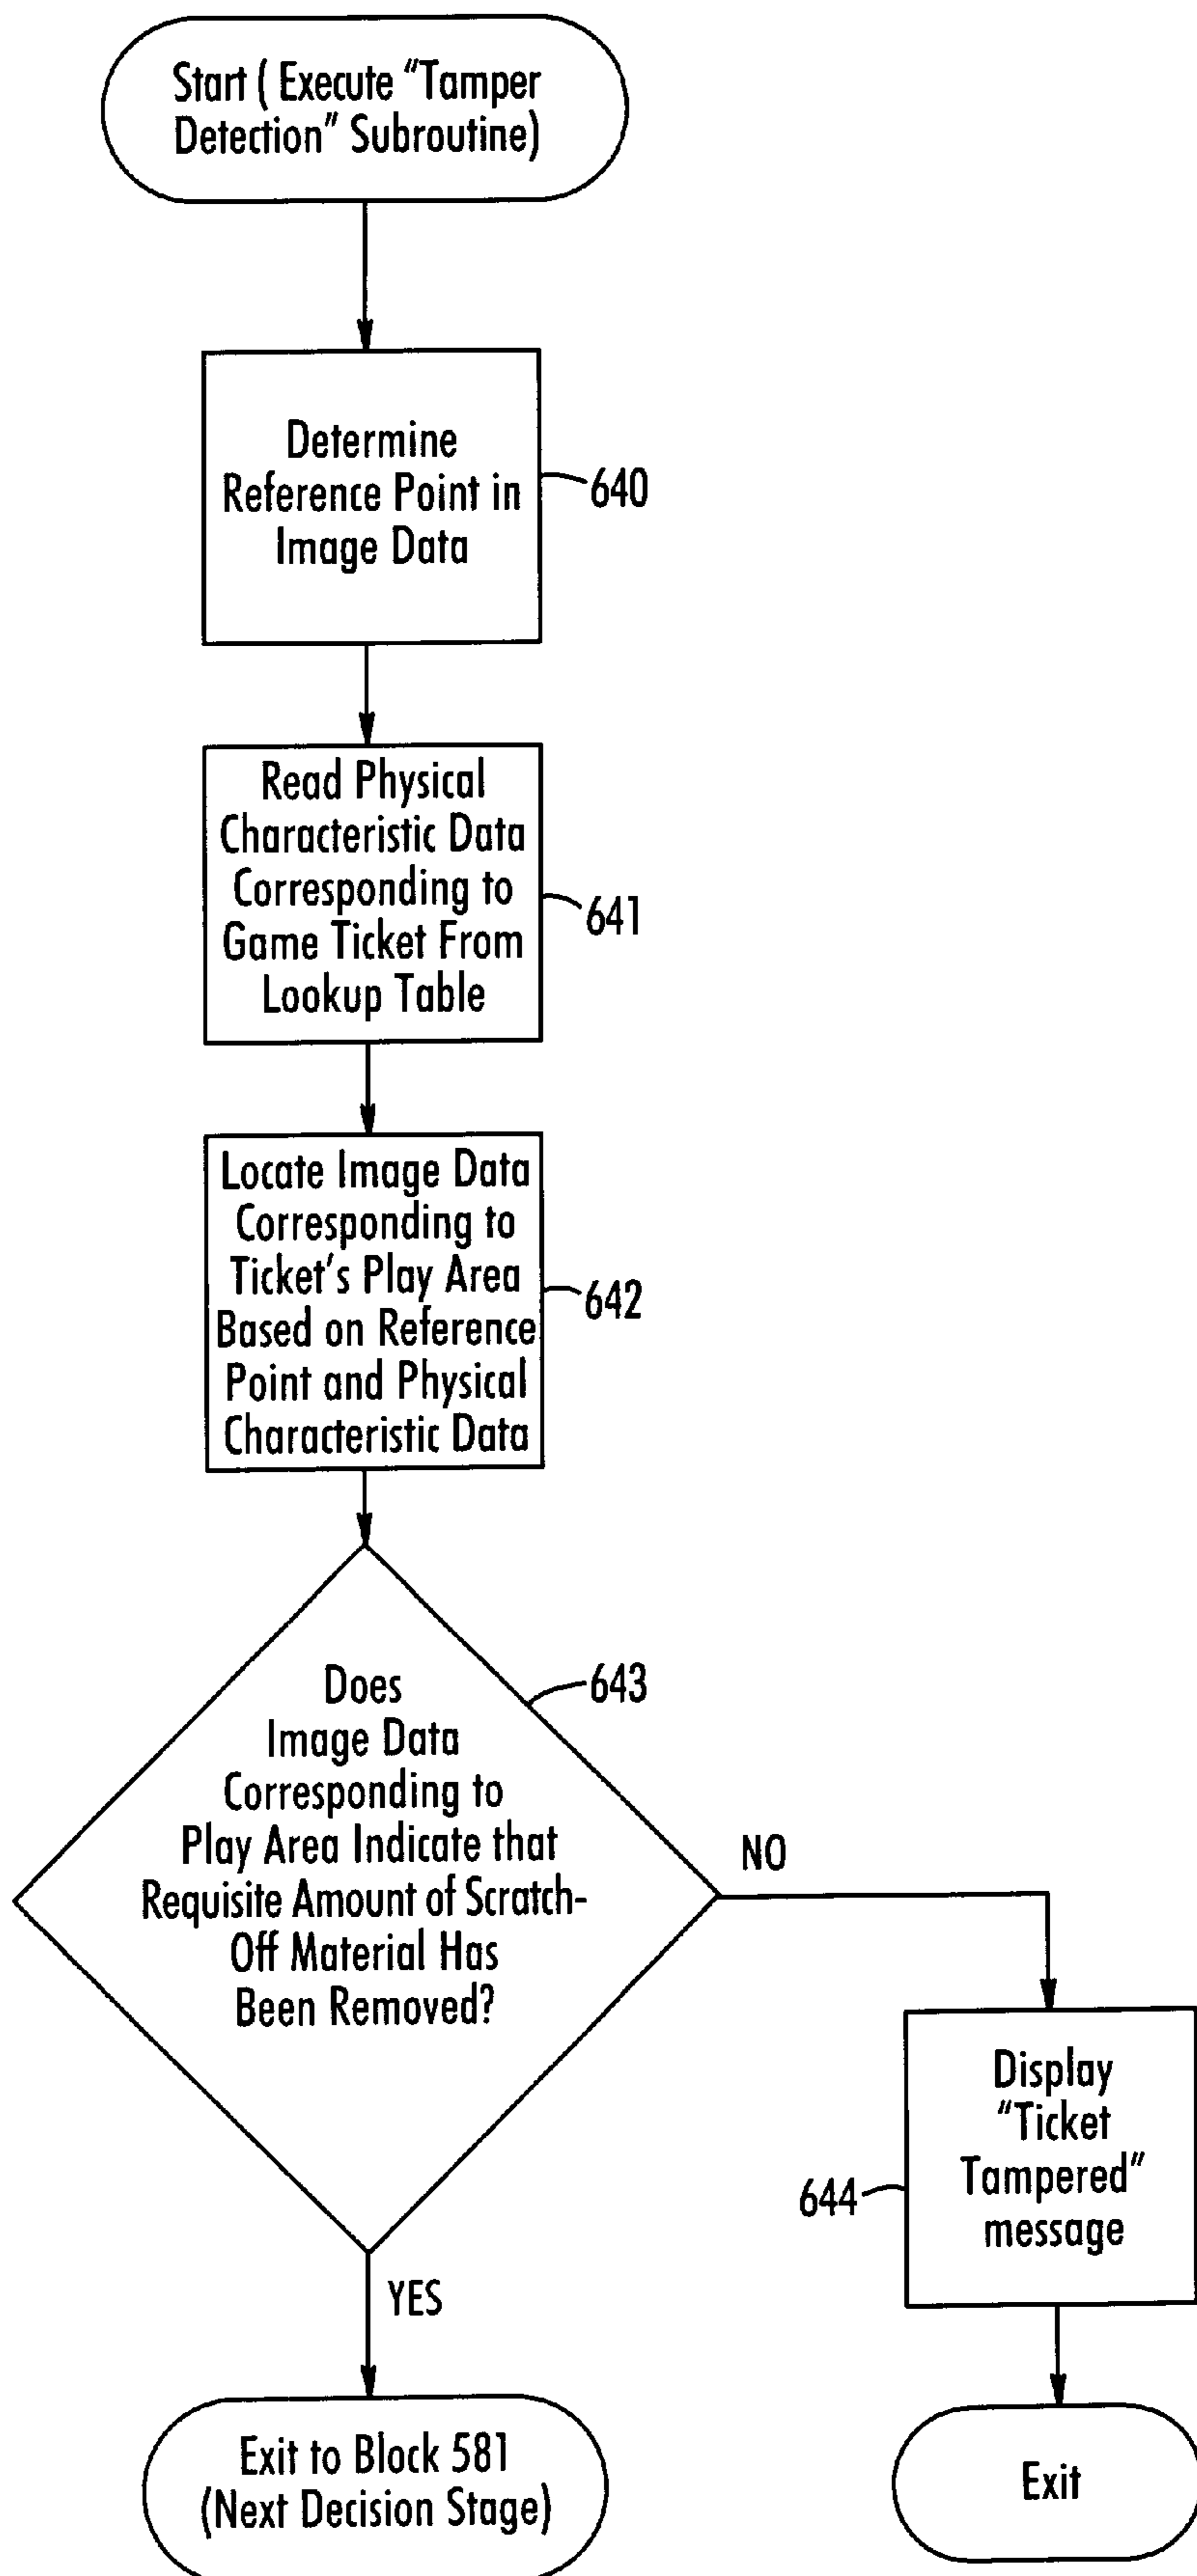 Start ( Execute "Tamper
Detection" Subroutine)
Determine
Reference Point in
Image Data
640
Read Physical
Characteristic Data
Corresponding to
Game Ticket From
Lookup Table
641
Locate Image Data
Corresponding to
Ticket's Play Area
Based on Reference
Point and Physical
Characteristic Data
642
Does
Image Data
Corresponding to
Play Area Indicate that
Requisite Amount of Scratch-
Off Material Has
Been Removed?
643
NO
Display
"Ticket
Tampered"
message
644
YES
Exit to Block 581
(Next Decision Stage)
Exit